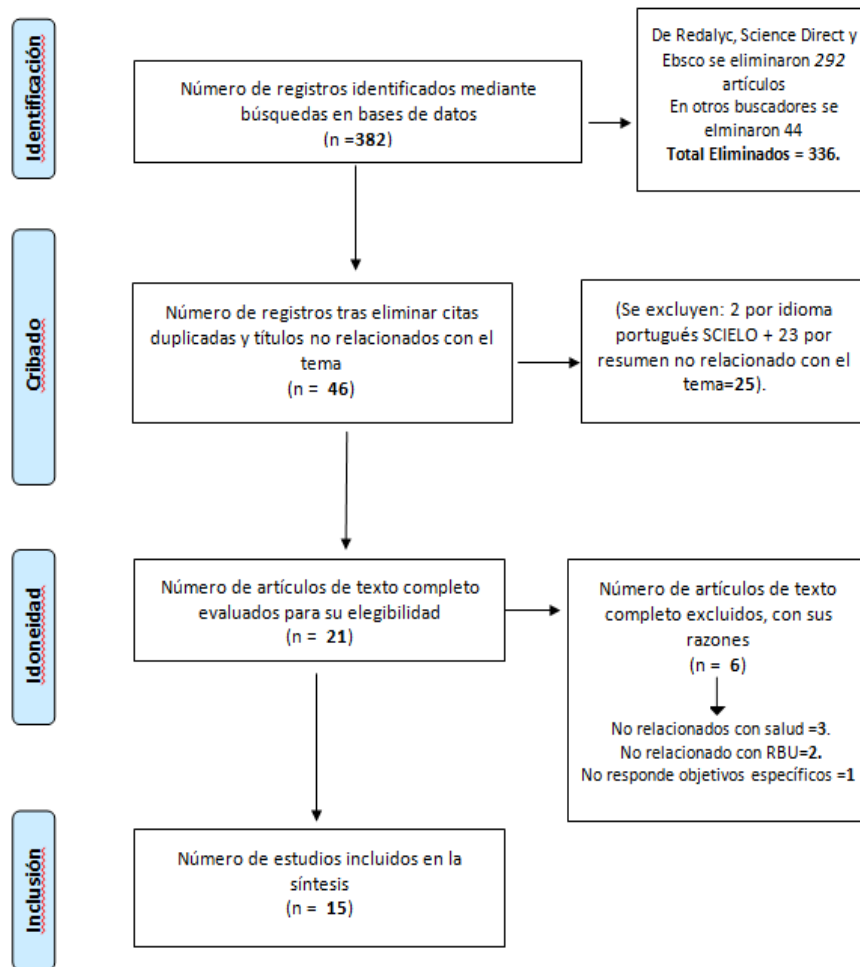 Identificación
Número de registros identificados mediante
búsquedas en bases de datos
(n =382)
De Redalyc, Science Direct y
Ebsco se eliminaron 292
artículos
En otros buscadores se
elminaron 44
Total Eliminados = 336.
Cribado
Número de registros tras eliminar citas
duplicadas y títulos no relacionados con el
tema
(n = 46)
(Se excluyen: 2 por idioma
portugués SCIELO + 23 por
resumen no relacionado con el
tema=25).
Idoneidad
Número de artículos de texto completo
evaluados para su elegibilidad
(n = 21)
Número de artículos de texto
completo excluidos, con sus
razones
(n = 6)
No relacionados con salud =3.
No relacionado con RBU=2.
No responde objetivos específicos =1
Inclusión
Número de estudios incluidos en la
síntesis
(n = 15)